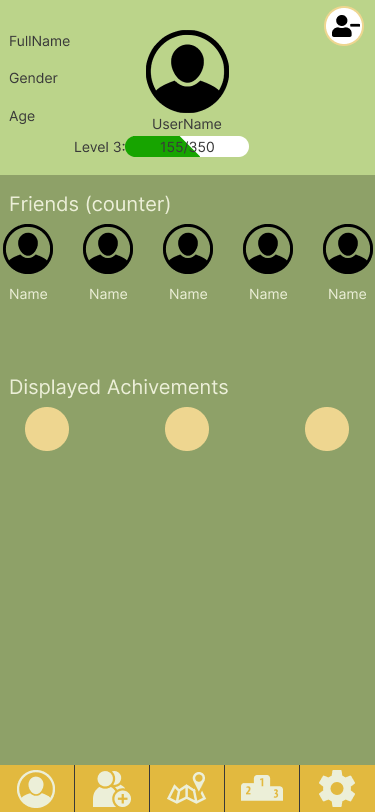 FullName
Gender
Age
UserName
Level 3: 155/350
Friends (counter)
Name Name Name Name Name
Displayed Achivements
2 1 3